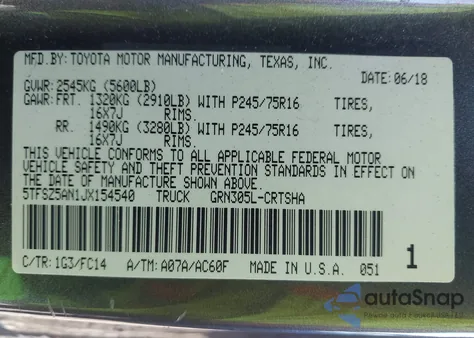 MFD.BY: TOYOTA MOTOR MANUFACTURING, TEXAS, INC.
DATE: 06/18
GVWR: 2545KG (5600LB)
GAWR: FRT. 1320KG (2910LB) WITH P245/75R16 TIRES,
16X7J RIMS.
RR. 1490KG (3280LB) WITH P245/75R16 TIRES,
16X7J RIMS.
THIS VEHICLE CONFORMS TO ALL APPLICABLE FEDERAL MOTOR
VEHICLE SAFETY AND THEFT PREVENTION STANDARDS IN EFFECT ON
THE DATE OF MANUFACTURE SHOWN ABOVE.
5TFSZ5AN1JX154540 TRUCK GRN305L-CRTSHA
1
C/TR: 1G3/FC14 A/TM: A07A/AC60F MADE IN U.S.A. 051
autoSnap